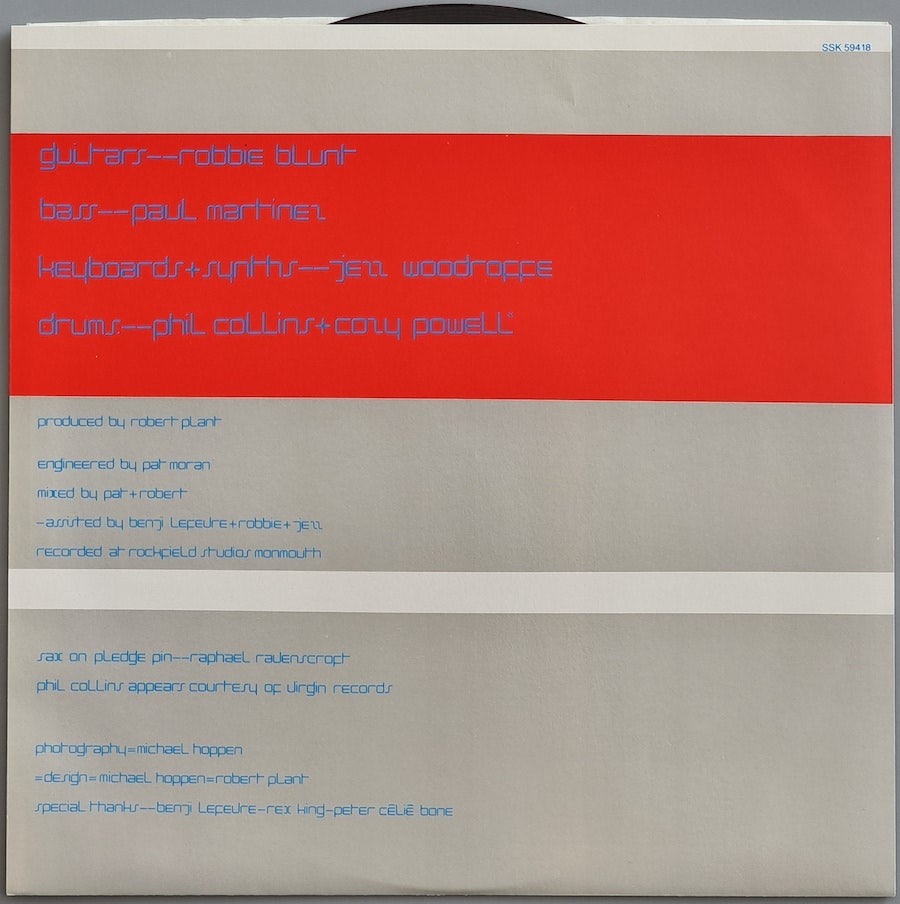 SSK 59418
guitars--robbie blunt
bass--paul martinez
keyboards+synths--jezz woodroffe
drums--phil collins+cozy powell*
produced by robert plant
engineered by pat moran
mixed by pat+robert
-assisted by benji lefevre+robbie+jezz
recorded at rockfield studios monmouth
sax on pledge pin--raphael ravenscroft
phil collins appears courtesy of virgin records
photography=michael hoppen
=design=michael hoppen=robert plant
special thanks--benji lefevre-rex king-peter cēliē bone